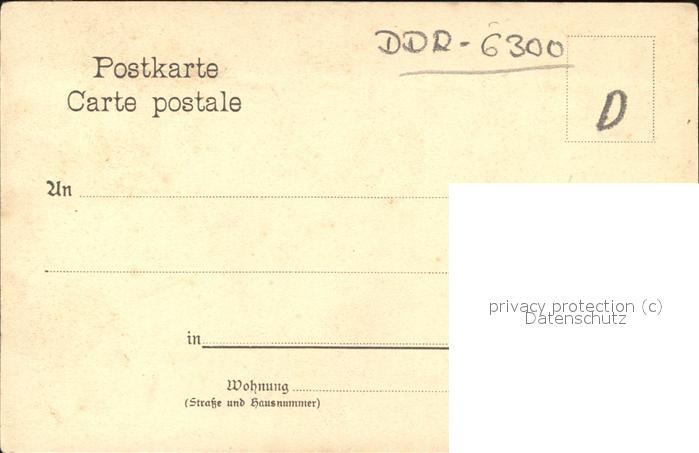 DDR - 6300
Postkarte
Carte postale
D
An
privacy protection (c)
Datenschutz
in
Wohnung
(Straße und Hausnummer)